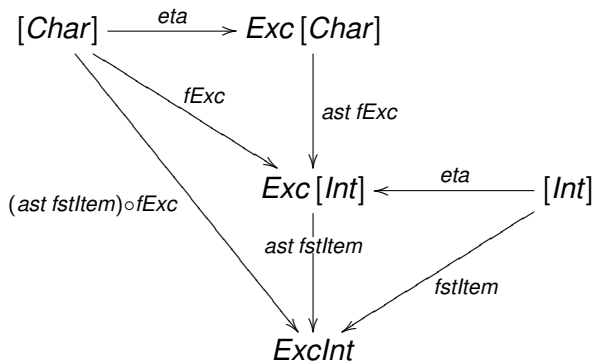 [Char] eta Exc [Char]
fExc ast fExc
Exc [Int] eta [Int]
(ast fstItem)∘fExc
ast fstItem
fstItem
ExcInt